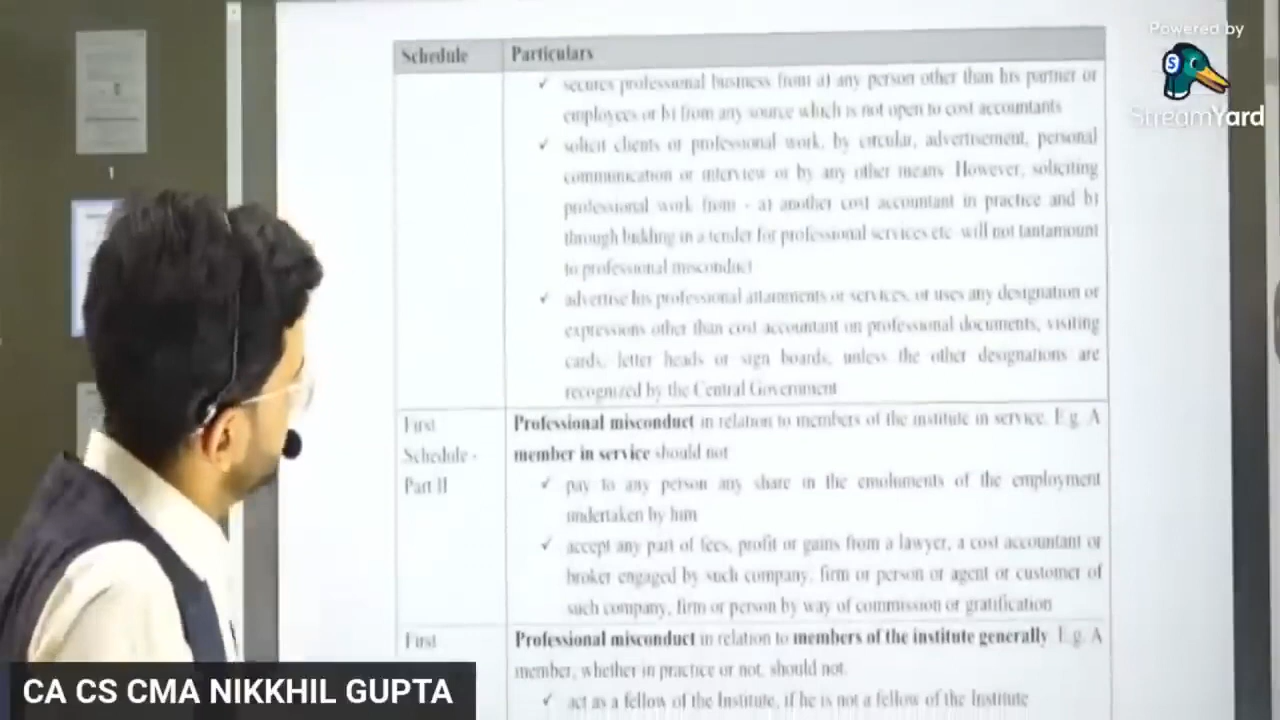 Powered by
StreamYard
Schedule Particulars
✓ secures professional business from a) any person other than his partner or
employees or b) from any source which is not open to cost accountants
✓ solicit clients or professional work, by circular, advertisement, personal
communication or interview or by any other means. However, soliciting
professional work from - a) another cost accountant in practice and b)
through bidding in a tender for professional services etc will not tantamount
to professional misconduct
✓ advertise his professional attainments or services, or uses any designation or
expressions other than cost accountant on professional documents, visiting
cards, letter heads or sign boards, unless the other designations are
recognized by the Central Government
First Professional misconduct in relation to members of the institute in service. E.g. A
Schedule - member in service should not
Part II ✓ pay to any person any share in the emoluments of the employment
undertaken by him
✓ accept any part of fees, profit or gains from a lawyer, a cost accountant or
broker engaged by such company, firm or person or agent or customer of
such company, firm or person by way of commission or gratification
First Professional misconduct in relation to members of the institute generally. E.g. A
member, whether in practice or not, should not
✓ act as a fellow of the Institute, if he is not a fellow of the Institute
1
CA CS CMA NIKKHIL GUPTA